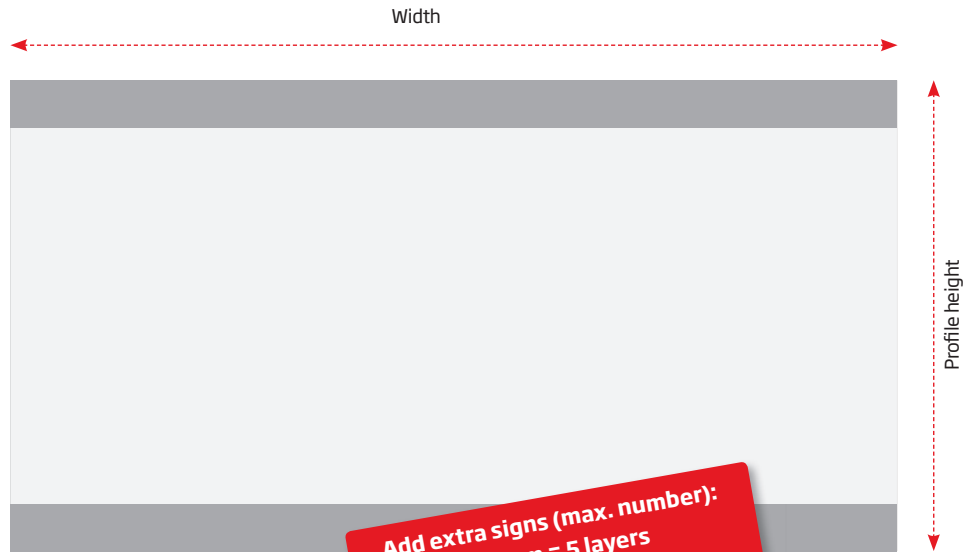 Width
Profile height
Add extra signs (max. number):
= 5 layers